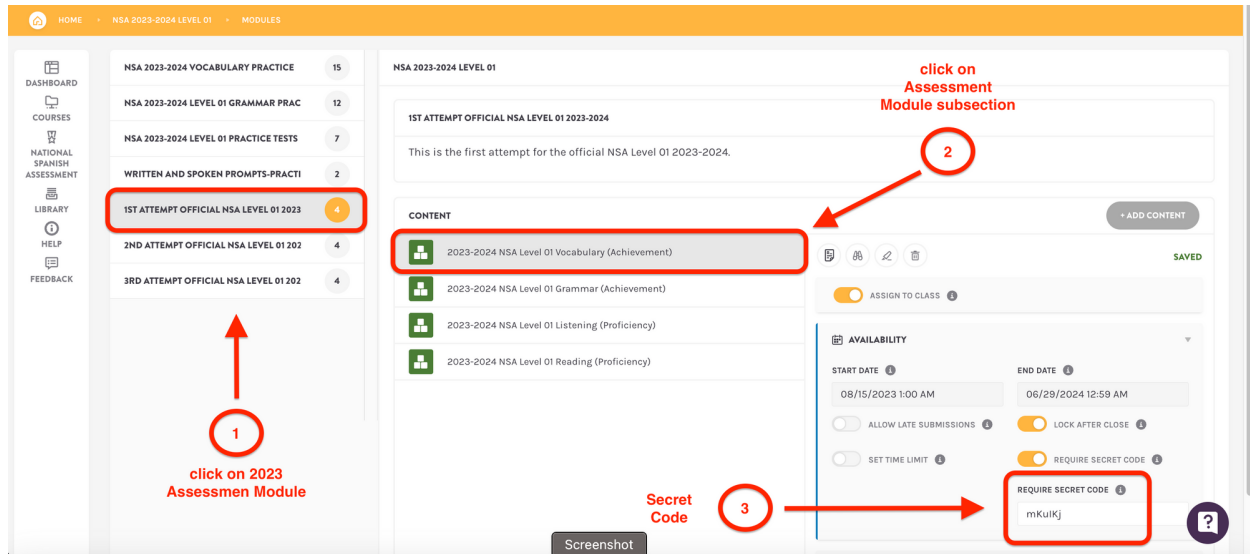 HOME • NSA 2023-2024 LEVEL 01 • MODULES
DASHBOARD
COURSES
NATIONAL
SPANISH
ASSESSMENT
LIBRARY
HELP
FEEDBACK
NSA 2023-2024 VOCABULARY PRACTICE 15
NSA 2023-2024 LEVEL 01 GRAMMAR PRAC 12
NSA 2023-2024 LEVEL 01 PRACTICE TESTS 7
WRITTEN AND SPOKEN PROMPTS-PRACTI 2
1ST ATTEMPT OFFICIAL NSA LEVEL 01 2023 4
2ND ATTEMPT OFFICIAL NSA LEVEL 01 202 4
3RD ATTEMPT OFFICIAL NSA LEVEL 01 202 4
1
click on 2023
Assessmen Module
NSA 2023-2024 LEVEL 01
click on
Assessment
Module subsection
2
1ST ATTEMPT OFFICIAL NSA LEVEL 01 2023-2024
This is the first attempt for the official NSA Level 01 2023-2024.
CONTENT
+ ADD CONTENT
2023-2024 NSA Level 01 Vocabulary (Achievement)
2023-2024 NSA Level 01 Grammar (Achievement)
2023-2024 NSA Level 01 Listening (Proficiency)
2023-2024 NSA Level 01 Reading (Proficiency)
SAVED
ASSIGN TO CLASS
AVAILABILITY
START DATE END DATE
08/15/2023 1:00 AM 06/29/2024 12:59 AM
ALLOW LATE SUBMISSIONS LOCK AFTER CLOSE
SET TIME LIMIT REQUIRE SECRET CODE
REQUIRE SECRET CODE
mKulKj
Secret
Code
3
Screenshot
?